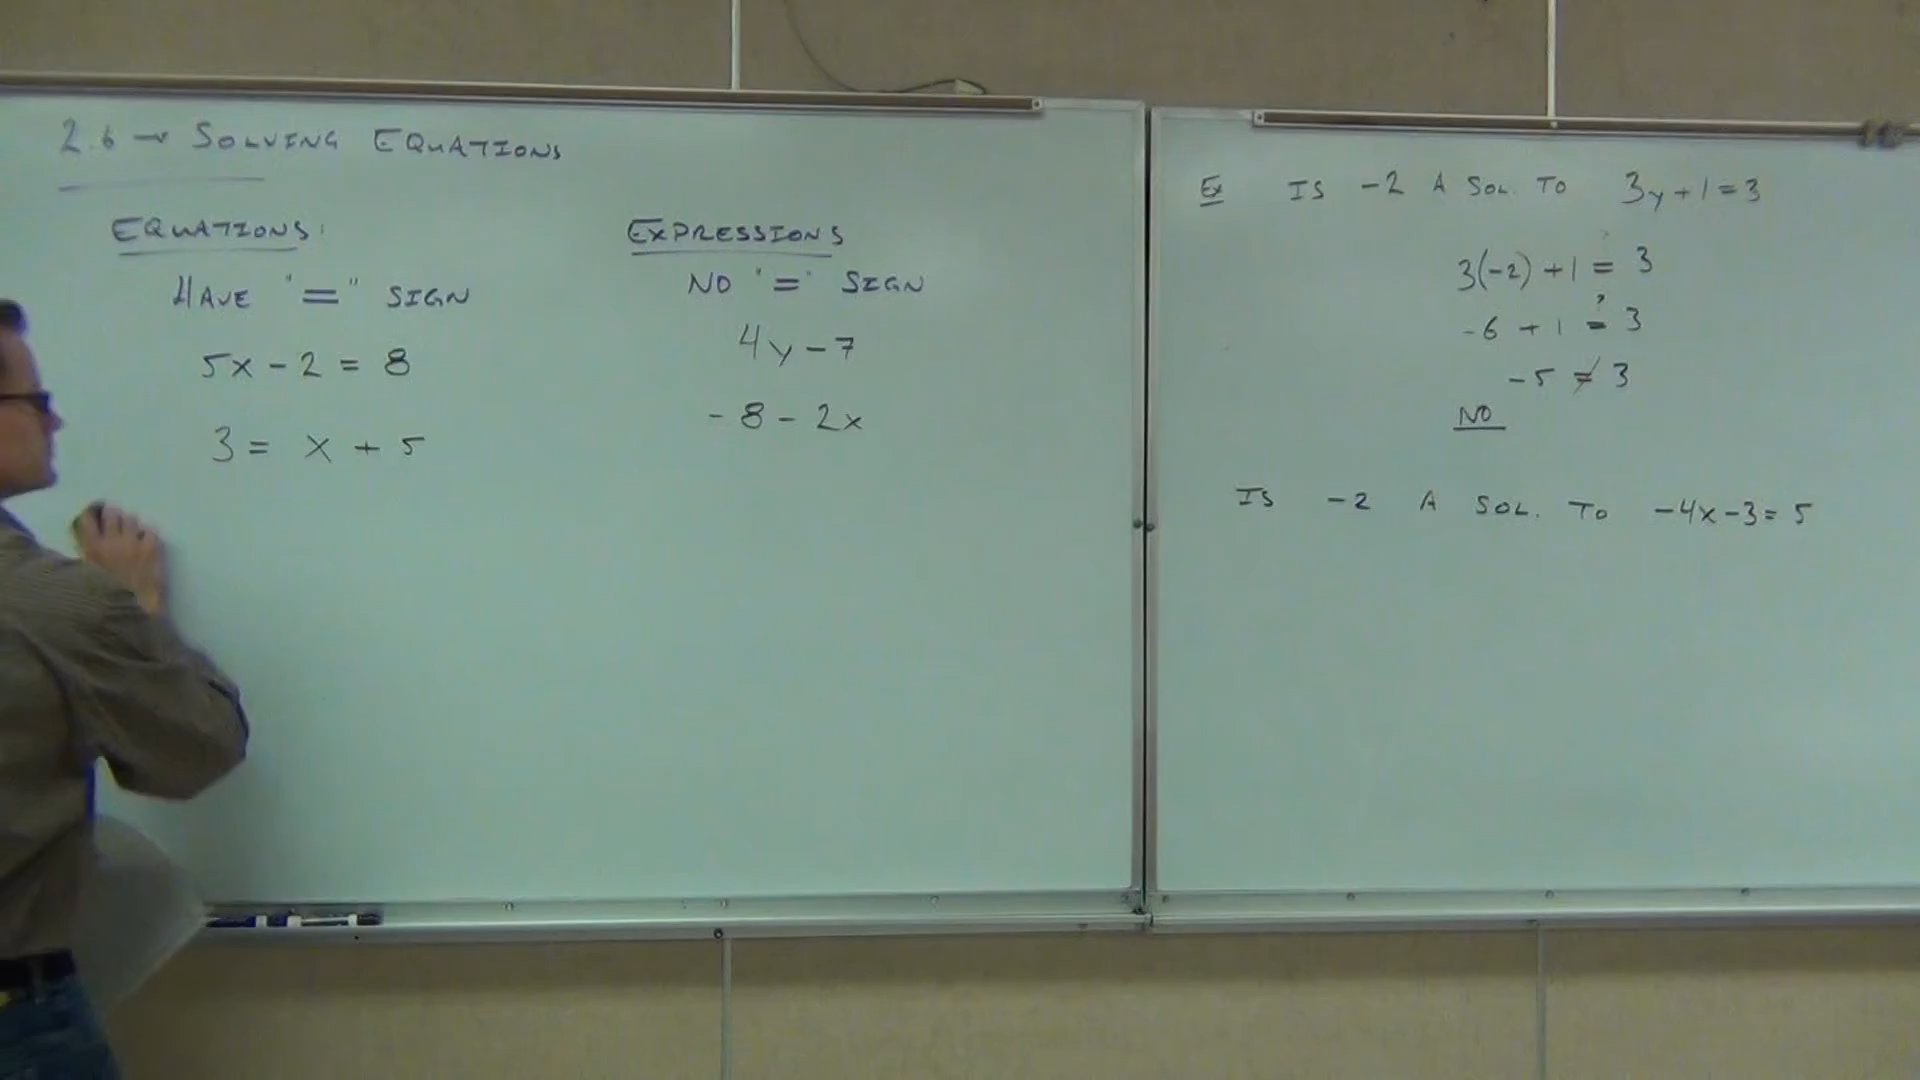 2.6 → SOLVING EQUATIONS
EQUATIONS:
HAVE "=" SIGN
5x - 2 = 8
3 = x + 5
EXPRESSIONS
NO "=" SIGN
4y - 7
- 8 - 2x
Ex IS -2 A SOL. TO 3y + 1 = 3
3(-2) + 1 ?= 3
-6 + 1 ?= 3
-5 ≠ 3
NO
IS -2 A SOL. TO -4x - 3 = 5